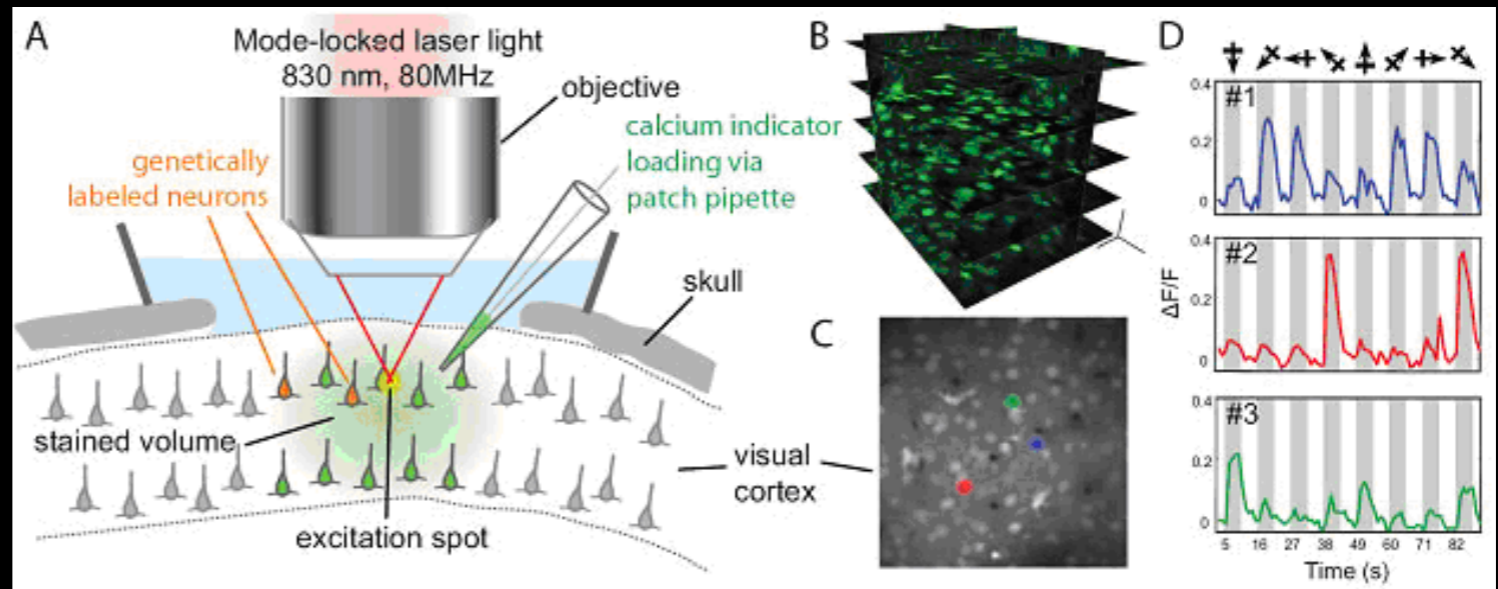 A
Mode-locked laser light
830 nm, 80MHz
objective
calcium indicator
loading via
patch pipette
genetically
labeled neurons
skull
stained volume
visual
cortex
excitation spot
B
C
D
0.4
#1
0.2
0
0.4
#2
0.2
0
ΔF/F
0.4
#3
0.2
0
5 16 27 38 49 60 71 82
Time (s)